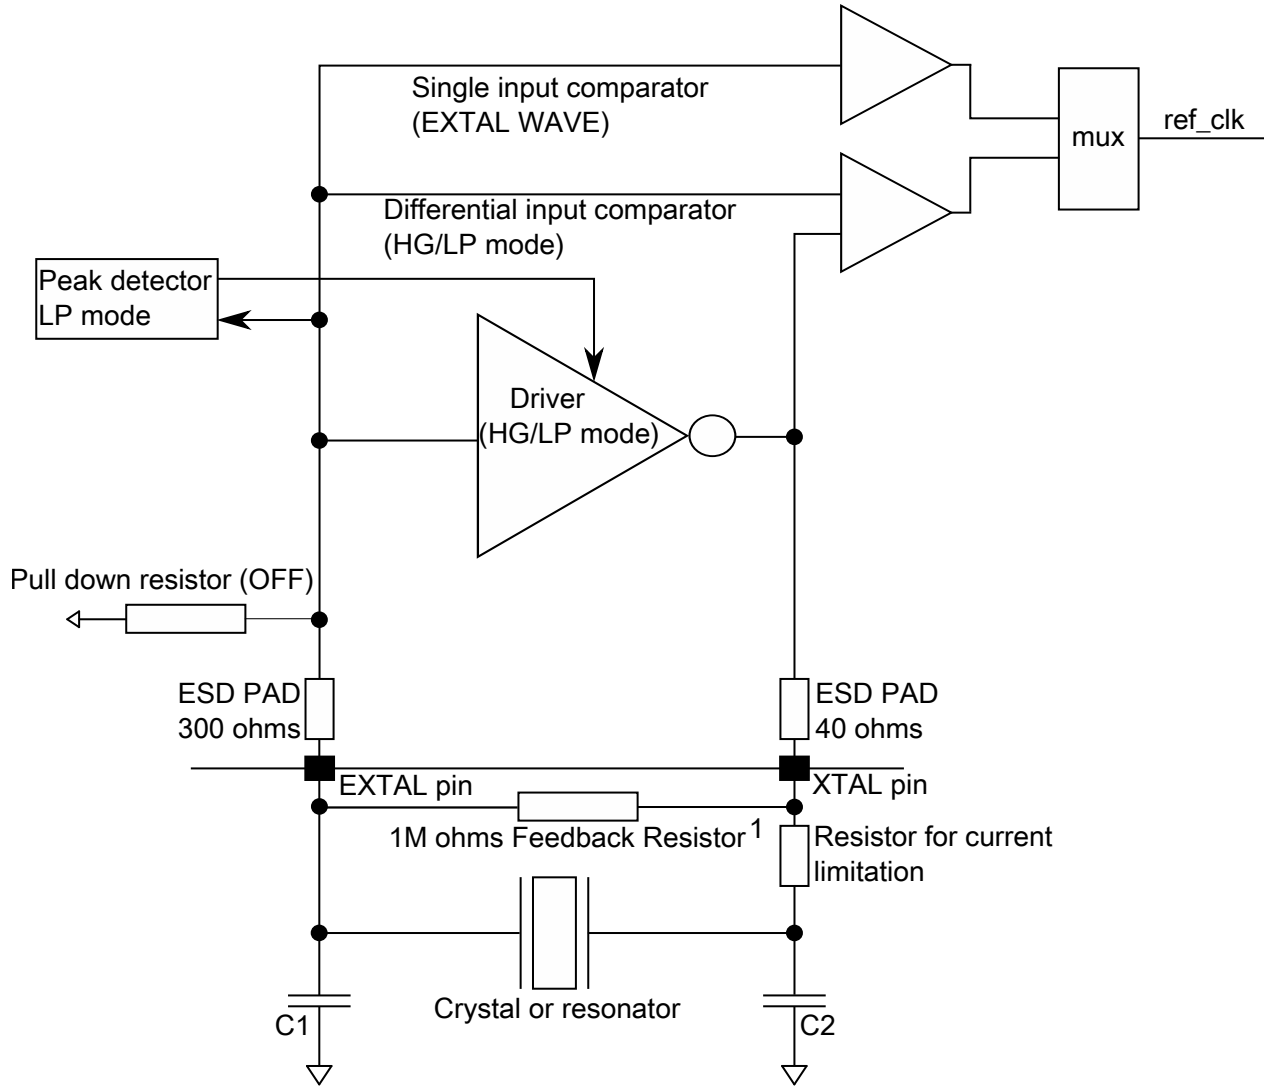 Single input comparator
(EXTAL WAVE)
ref_clk
mux
Differential input comparator
(HG/LP mode)
Peak detector
LP mode
Driver
(HG/LP mode)
Pull down resistor (OFF)
ESD PAD
300 ohms
ESD PAD
40 ohms
EXTAL pin
XTAL pin
1M ohms Feedback Resistor 1
Resistor for current
limitation
Crystal or resonator
C1
C2